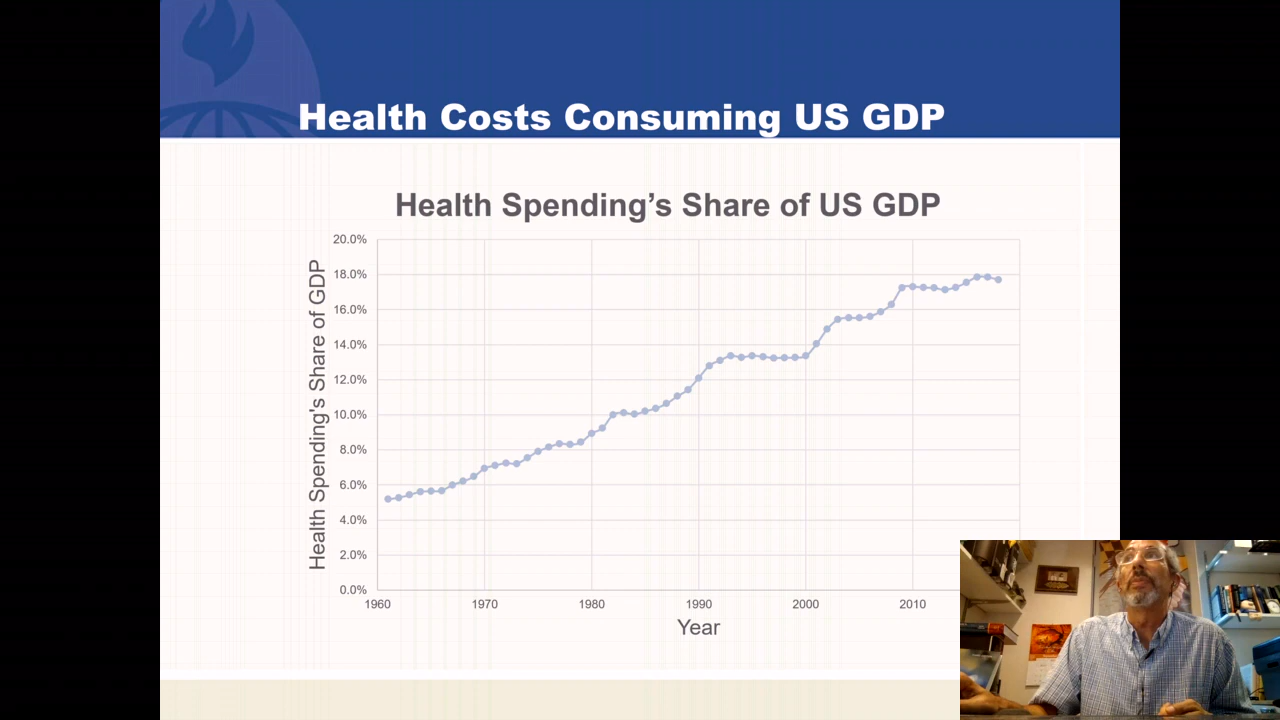 Health Costs Consuming US GDP
Health Spending’s Share of US GDP
Health Spending's Share of GDP
20.0%
18.0%
16.0%
14.0%
12.0%
10.0%
8.0%
6.0%
4.0%
2.0%
0.0%
1960 1970 1980 1990 2000 2010
Year